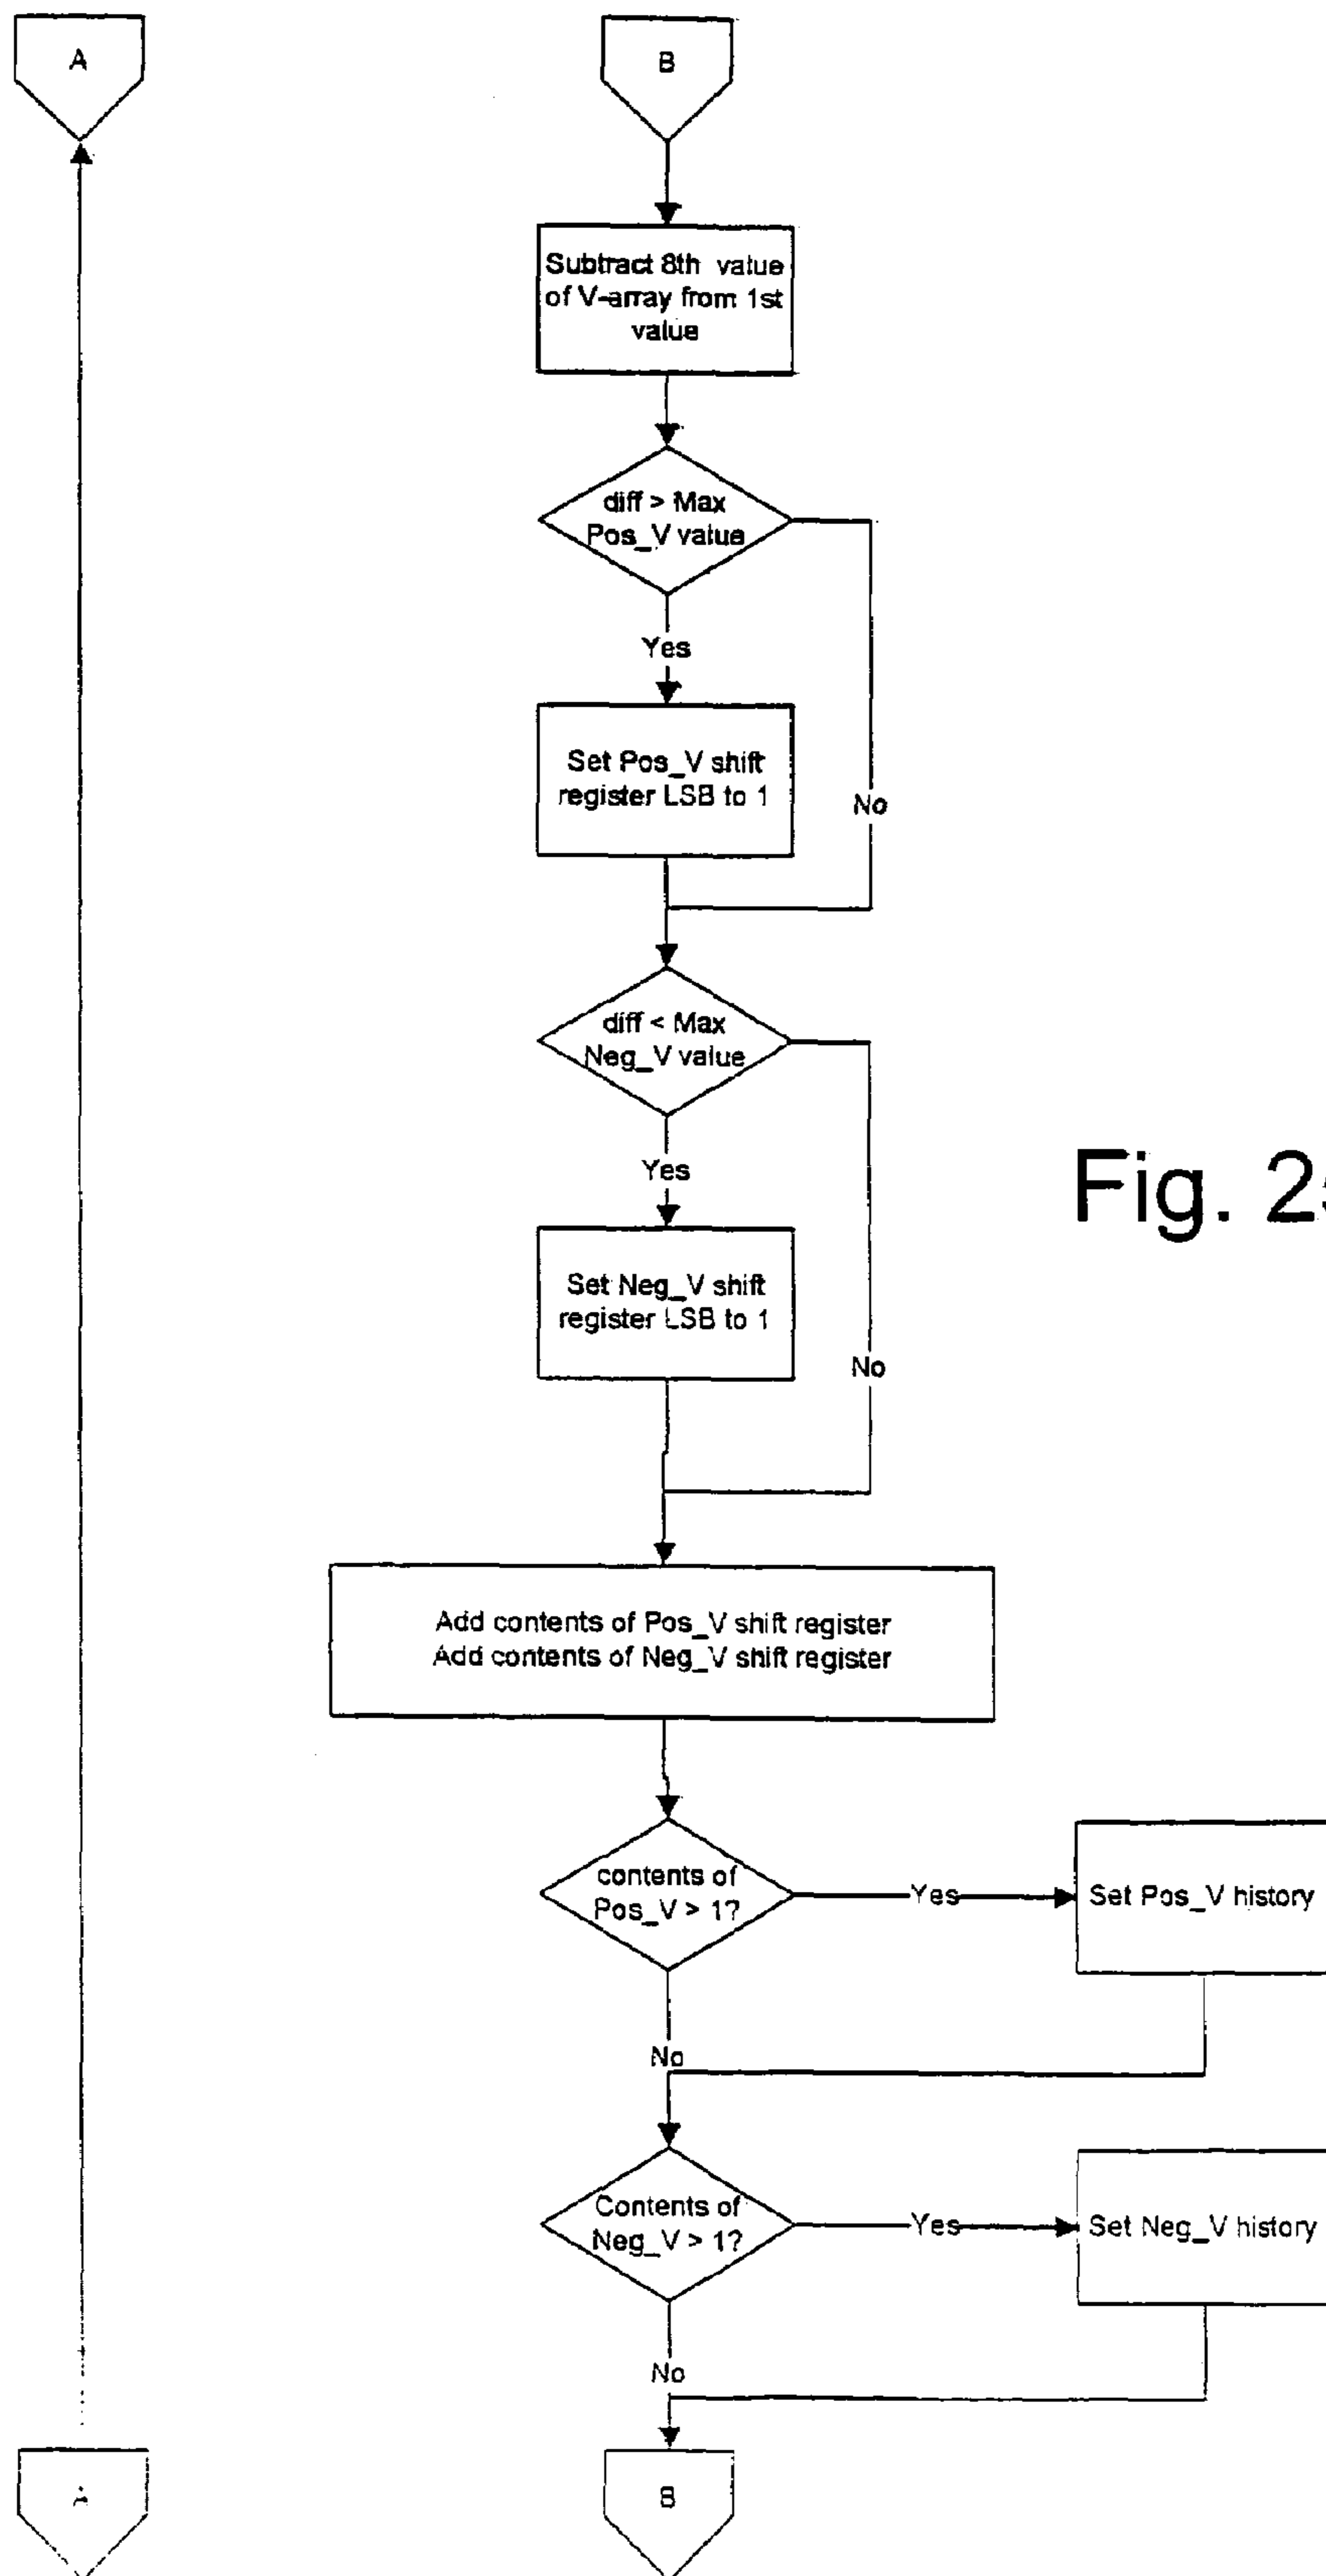 A
B
Subtract 8th value
of V-array from 1st
value
diff > Max
Pos_V value
Yes
No
Set Pos_V shift
register LSB to 1
diff < Max
Neg_V value
Yes
No
Set Neg_V shift
register LSB to 1
Fig.
Add contents of Pos_V shift register
Add contents of Neg_V shift register
contents of
Pos_V > 1?
Yes
Set Pos_V history
No
Contents of
Neg_V > 1?
Yes
Set Neg_V history
No
A
B